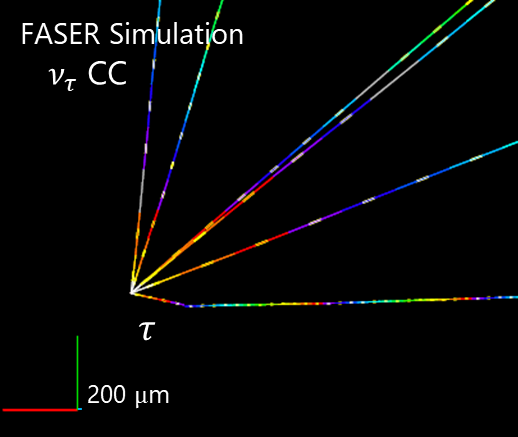 FASER Simulation
ντ CC
τ
200 μm